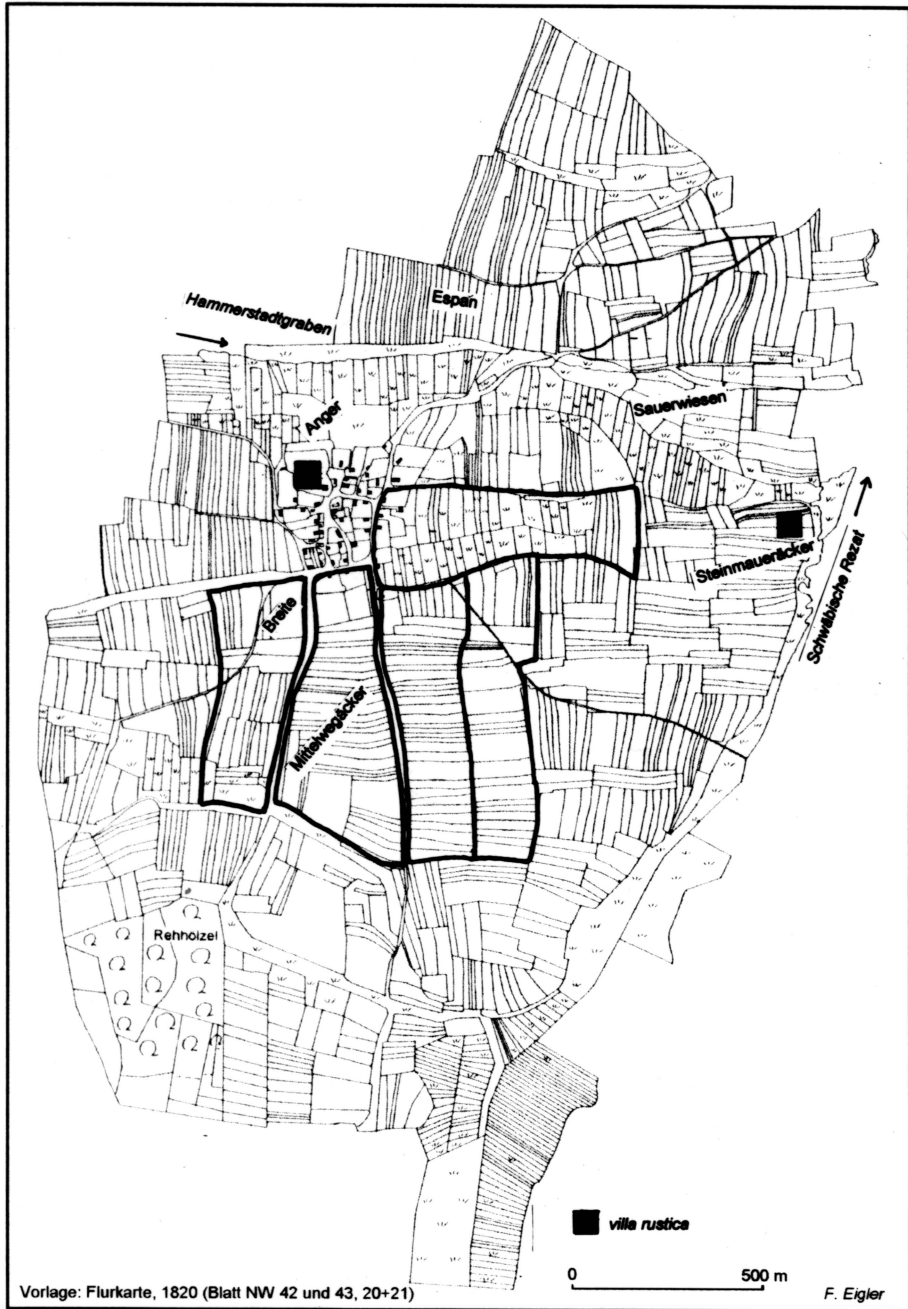 Espan
Hammerstadtgraben
Anger
Sauerwiesen
Steinmaueräcker
Schwäbische Rezat
Breite
Mittelwegäcker
Rehhölzel
villa rustica
0 500 m
Vorlage: Flurkarte, 1820 (Blatt NW 42 und 43, 20+21)
F. Eigler